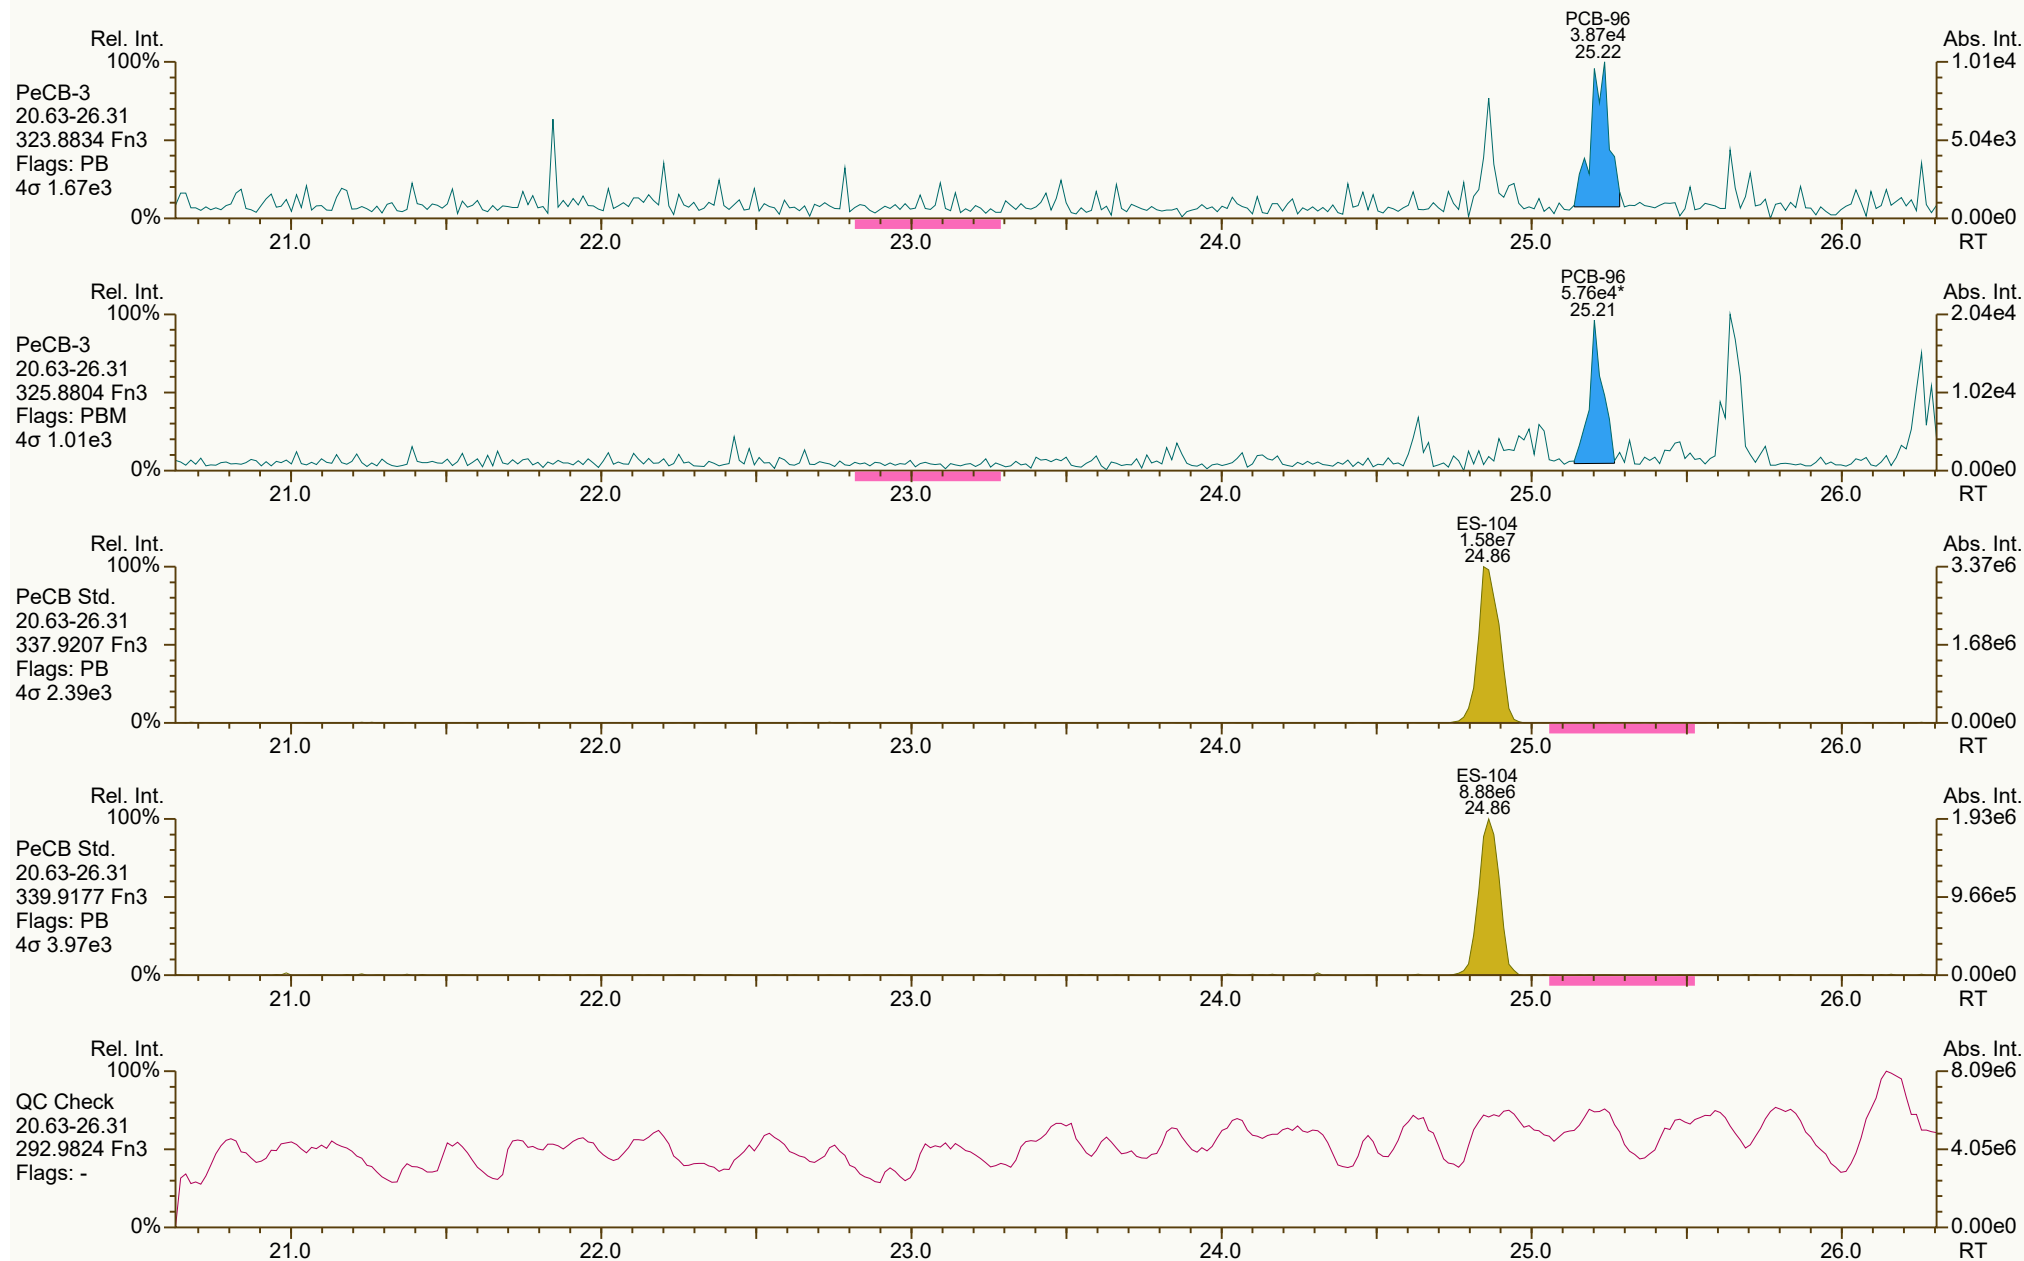 PCB-96
3.87e4
25.22
Rel. Int.
Abs. Int.
100%
1.01e4
PeCB-3
20.63-26.31
323.8834 Fn3
5.04e3
Flags: PB
4σ 1.67e3
0%
0.00e0
21.0 22.0 23.0 24.0 25.0 26.0 RT
PCB-96
5.76e4*
25.21
Rel. Int.
Abs. Int.
100%
2.04e4
PeCB-3
20.63-26.31
325.8804 Fn3
1.02e4
Flags: PBM
4σ 1.01e3
0%
0.00e0
21.0 22.0 23.0 24.0 25.0 26.0 RT
ES-104
1.58e7
24.86
Rel. Int.
Abs. Int.
100%
3.37e6
PeCB Std.
20.63-26.31
337.9207 Fn3
1.68e6
Flags: PB
4σ 2.39e3
0%
0.00e0
21.0 22.0 23.0 24.0 25.0 26.0 RT
ES-104
8.88e6
24.86
Rel. Int.
Abs. Int.
100%
1.93e6
PeCB Std.
20.63-26.31
339.9177 Fn3
9.66e5
Flags: PB
4σ 3.97e3
0%
0.00e0
21.0 22.0 23.0 24.0 25.0 26.0 RT
Rel. Int.
Abs. Int.
100%
8.09e6
QC Check
20.63-26.31
292.9824 Fn3
4.05e6
Flags: -
0%
0.00e0
21.0 22.0 23.0 24.0 25.0 26.0 RT